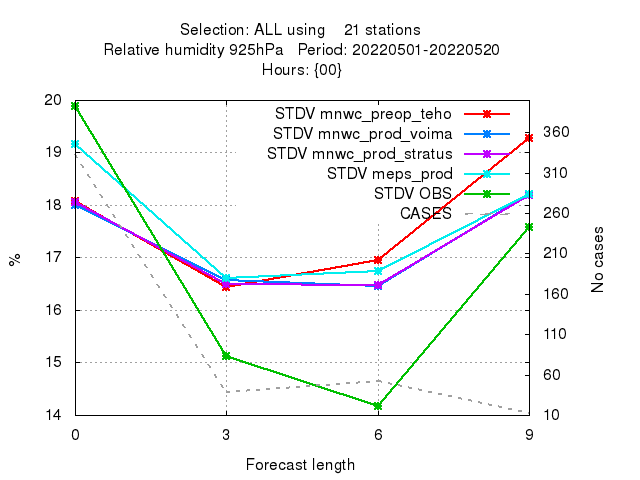 Selection: ALL using    21 stations
Relative humidity 925hPa   Period: 20220501-20220520
Hours: {00}
STDV mnwc_preop_teho
STDV mnwc_prod_voima
STDV mnwc_prod_stratus
STDV meps_prod
STDV OBS
CASES
20
19
18
17
16
15
14
%
360
310
260
210
160
110
60
10
No cases
0 3 6 9
Forecast length